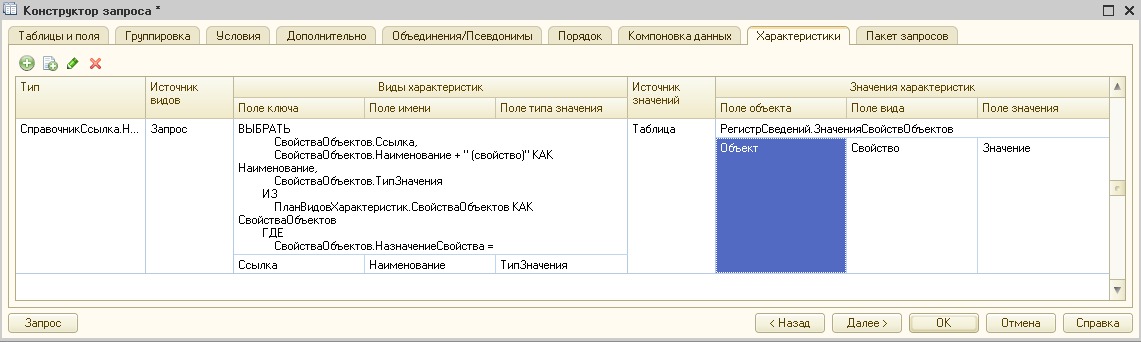 Конструктор запроса *
Таблицы и поля Группировка Условия Дополнительно Объединения/Псевдонимы Порядок Компоновка данных Характеристики Пакет запросов
Тип Источник видов Виды характеристик Источник значений Значения характеристик
Поле ключа Поле имени Поле типа значения Поле объекта Поле вида Поле значения
СправочникСсылка.Н... Запрос ВЫБРАТЬ Таблица РегистрСведений.ЗначенияСвойствОбъектов
СвойстваОбъектов.Ссылка, Объект Свойство Значение
СвойстваОбъектов.Наименование + " (свойство)" КАК
Наименование,
СвойстваОбъектов.ТипЗначения
ИЗ
ПланВидовХарактеристик.СвойстваОбъектов КАК
СвойстваОбъектов
ГДЕ
СвойстваОбъектов.НазначениеСвойства =
Ссылка Наименование ТипЗначения
Запрос < Назад Далее > OK Отмена Справка